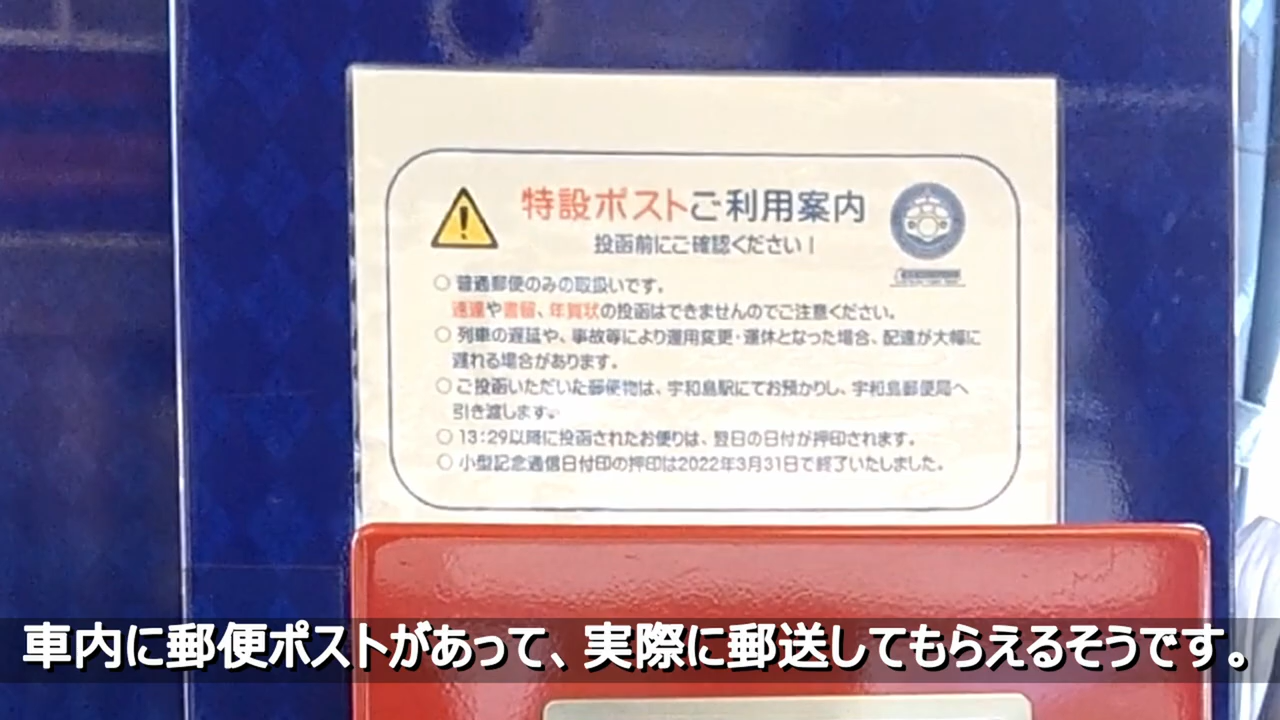 特設ポストご利用案内
投函前にご確認ください！
○ 普通郵便のみの取扱いです。
速達や書留、年賀状の投函はできませんのでご注意ください。
○ 列車の遅延や、事故等により運用変更・運休となった場合、配達が大幅に
遅れる場合があります。
○ ご投函いただいた郵便物は、宇和島駅にてお預かりし、宇和島郵便局へ
引き渡します。
○ 13:29以降に投函されたお便りは、翌日の日付が押印されます。
○ 小型記念通信日付印の押印は2022年3月31日で終了いたしました。
車内に郵便ポストがあって、実際に郵送してもらえるそうです。